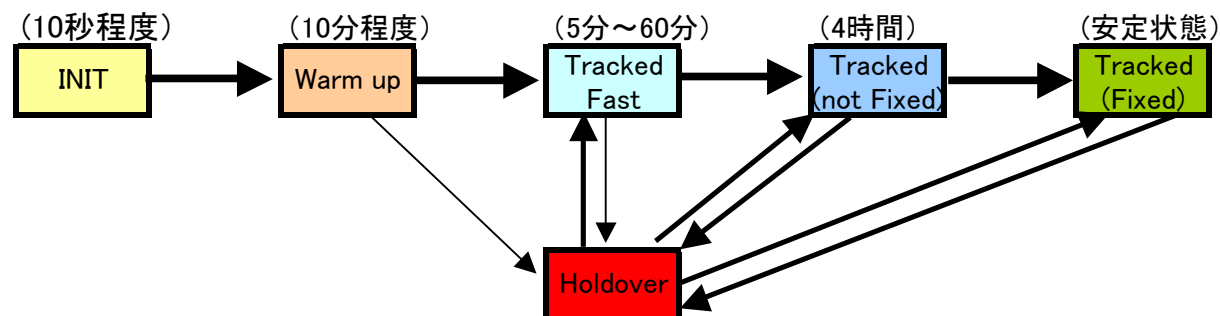 (10秒程度)
(10分程度)
(5分～60分)
(4時間)
(安定状態)
INIT
Warm up
Tracked
Fast
Tracked
(not Fixed)
Tracked
(Fixed)
Holdover